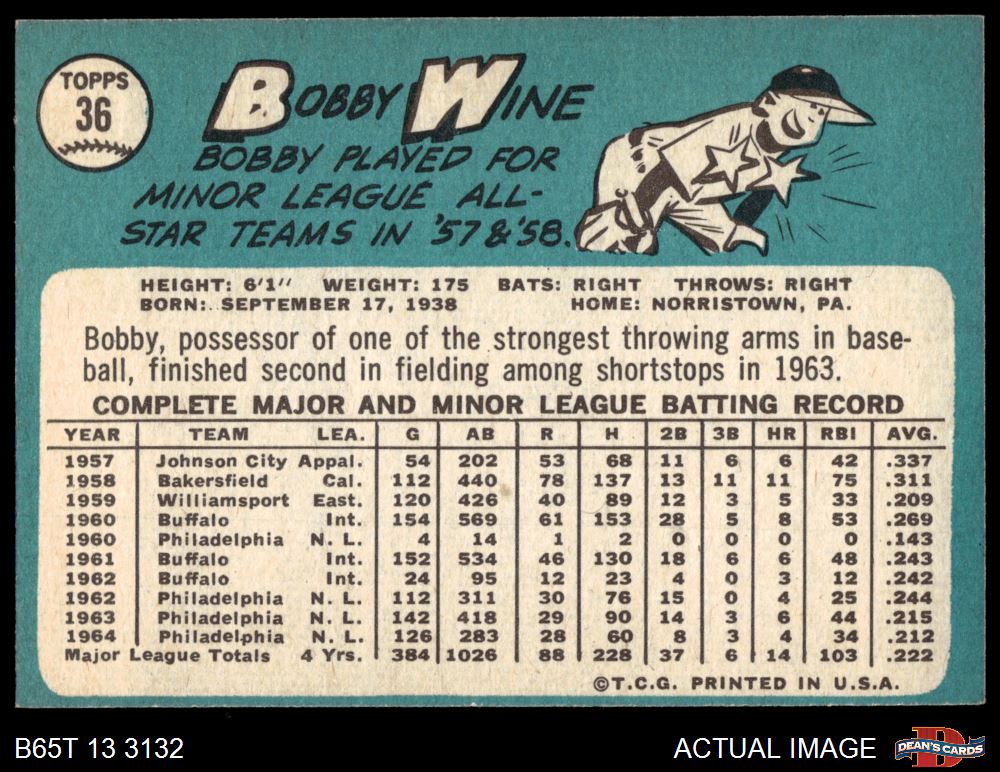 TOPPS
36
BOBBY WINE
BOBBY PLAYED FOR
MINOR LEAGUE ALL-
STAR TEAMS IN '57 & '58.
HEIGHT: 6'1" WEIGHT: 175 BATS: RIGHT THROWS: RIGHT
BORN: SEPTEMBER 17, 1938 HOME: NORRISTOWN, PA.
Bobby, possessor of one of the strongest throwing arms in base-
ball, finished second in fielding among shortstops in 1963.
COMPLETE MAJOR AND MINOR LEAGUE BATTING RECORD
YEAR TEAM LEA. G AB R H 2B 3B HR RBI AVG.
1957 Johnson City Appal. 54 202 53 68 11 6 6 42 .337
1958 Bakersfield Cal. 112 440 78 137 13 11 11 75 .311
1959 Williamsport East. 120 426 40 89 12 3 5 33 .209
1960 Buffalo Int. 154 569 61 153 28 5 8 53 .269
1960 Philadelphia N. L. 4 14 1 2 0 0 0 0 .143
1961 Buffalo Int. 152 534 46 130 18 6 6 48 .243
1962 Buffalo Int. 24 95 12 23 4 0 3 12 .242
1962 Philadelphia N. L. 112 311 30 76 15 0 4 25 .244
1963 Philadelphia N. L. 142 418 29 90 14 3 6 44 .215
1964 Philadelphia N. L. 126 283 28 60 8 3 4 34 .212
Major League Totals 4 Yrs. 384 1026 88 228 37 6 14 103 .222
©T.C.G. PRINTED IN U.S.A.
B65T 13 3132 ACTUAL IMAGE D DEAN'S CARDS